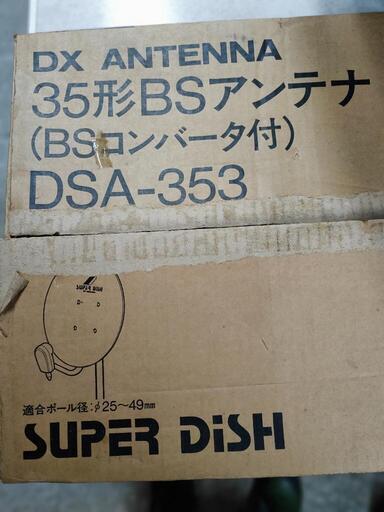 DX ANTENNA
35形BSアンテナ
(BSコンバータ付)
DSA-353
適合ポール径:φ25〜49mm
SUPER DiSH